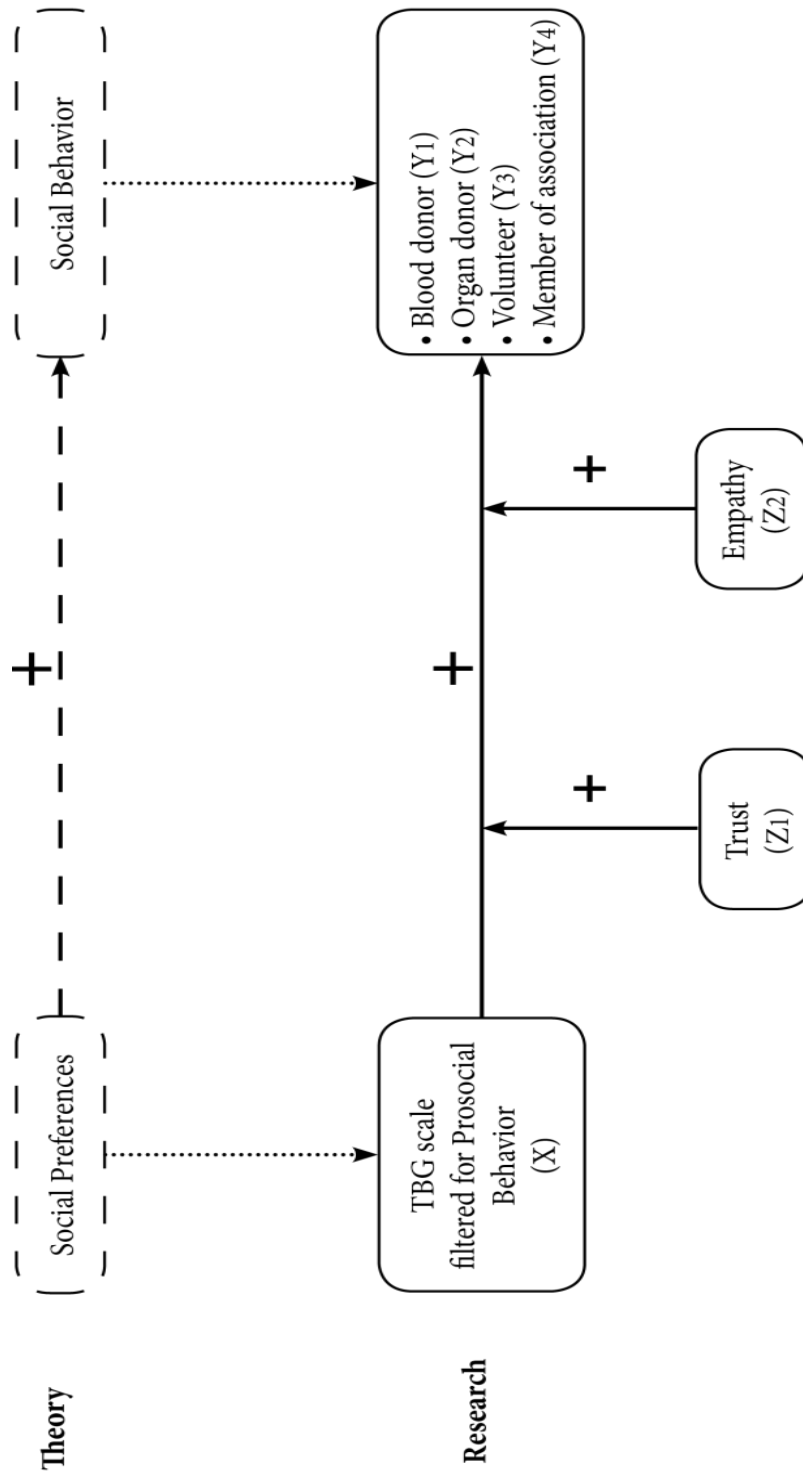 Theory
Social Preferences
+
Social Behavior
Research
TBG scale
filtered for Prosocial
Behavior
(X)
+
• Blood donor (Y1)
• Organ donor (Y2)
• Volunteer (Y3)
• Member of association (Y4)
+
+
Trust
(Z1)
Empathy
(Z2)